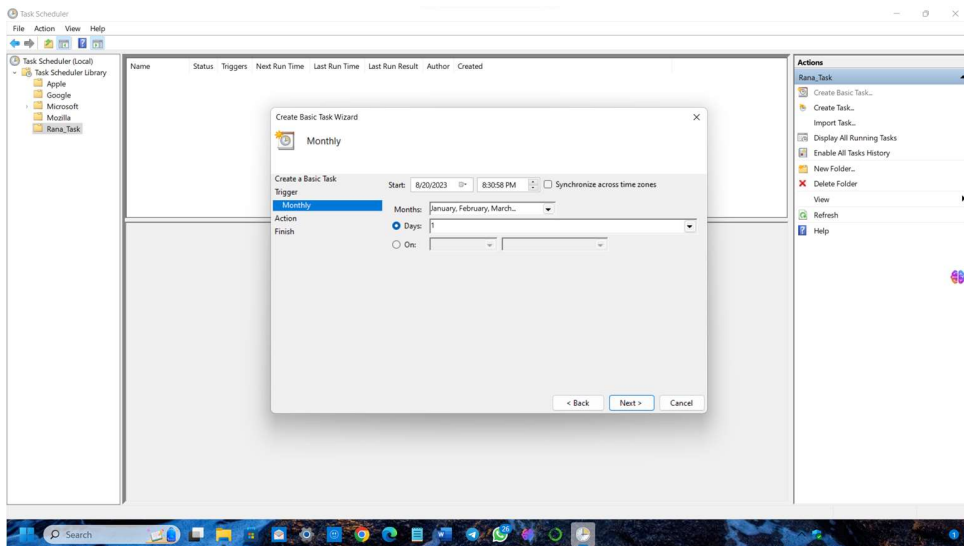 Task Scheduler
File Action View Help
Task Scheduler (Local)
Task Scheduler Library
Apple
Google
Microsoft
Mozilla
Rana_Task
Name Status Triggers Next Run Time Last Run Time Last Run Result Author Created
Create Basic Task Wizard
Monthly
Create a Basic Task
Trigger
Monthly
Action
Finish
Start: 8/20/2023 8:30:58 PM Synchronize across time zones
Months: January, February, March...
Days: 1
On:
< Back Next > Cancel
Actions
Rana_Task
Create Basic Task...
Create Task...
Import Task...
Display All Running Tasks
Enable All Tasks History
New Folder...
Delete Folder
View
Refresh
Help
Search
26
1